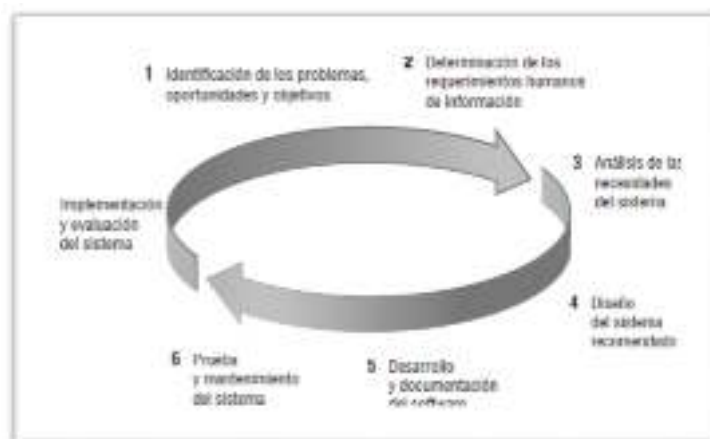 1 Identificación de los problemas,
oportunidades y objetivos
2 Determinación de los
requerimientos humanos
de información
3 Análisis de las
necesidades
del sistema
4 Diseño
del sistema
recomendado
5 Desarrollo
y documentación
del software
6 Prueba
y mantenimiento
del sistema
Implementación
y evaluación
del sistema